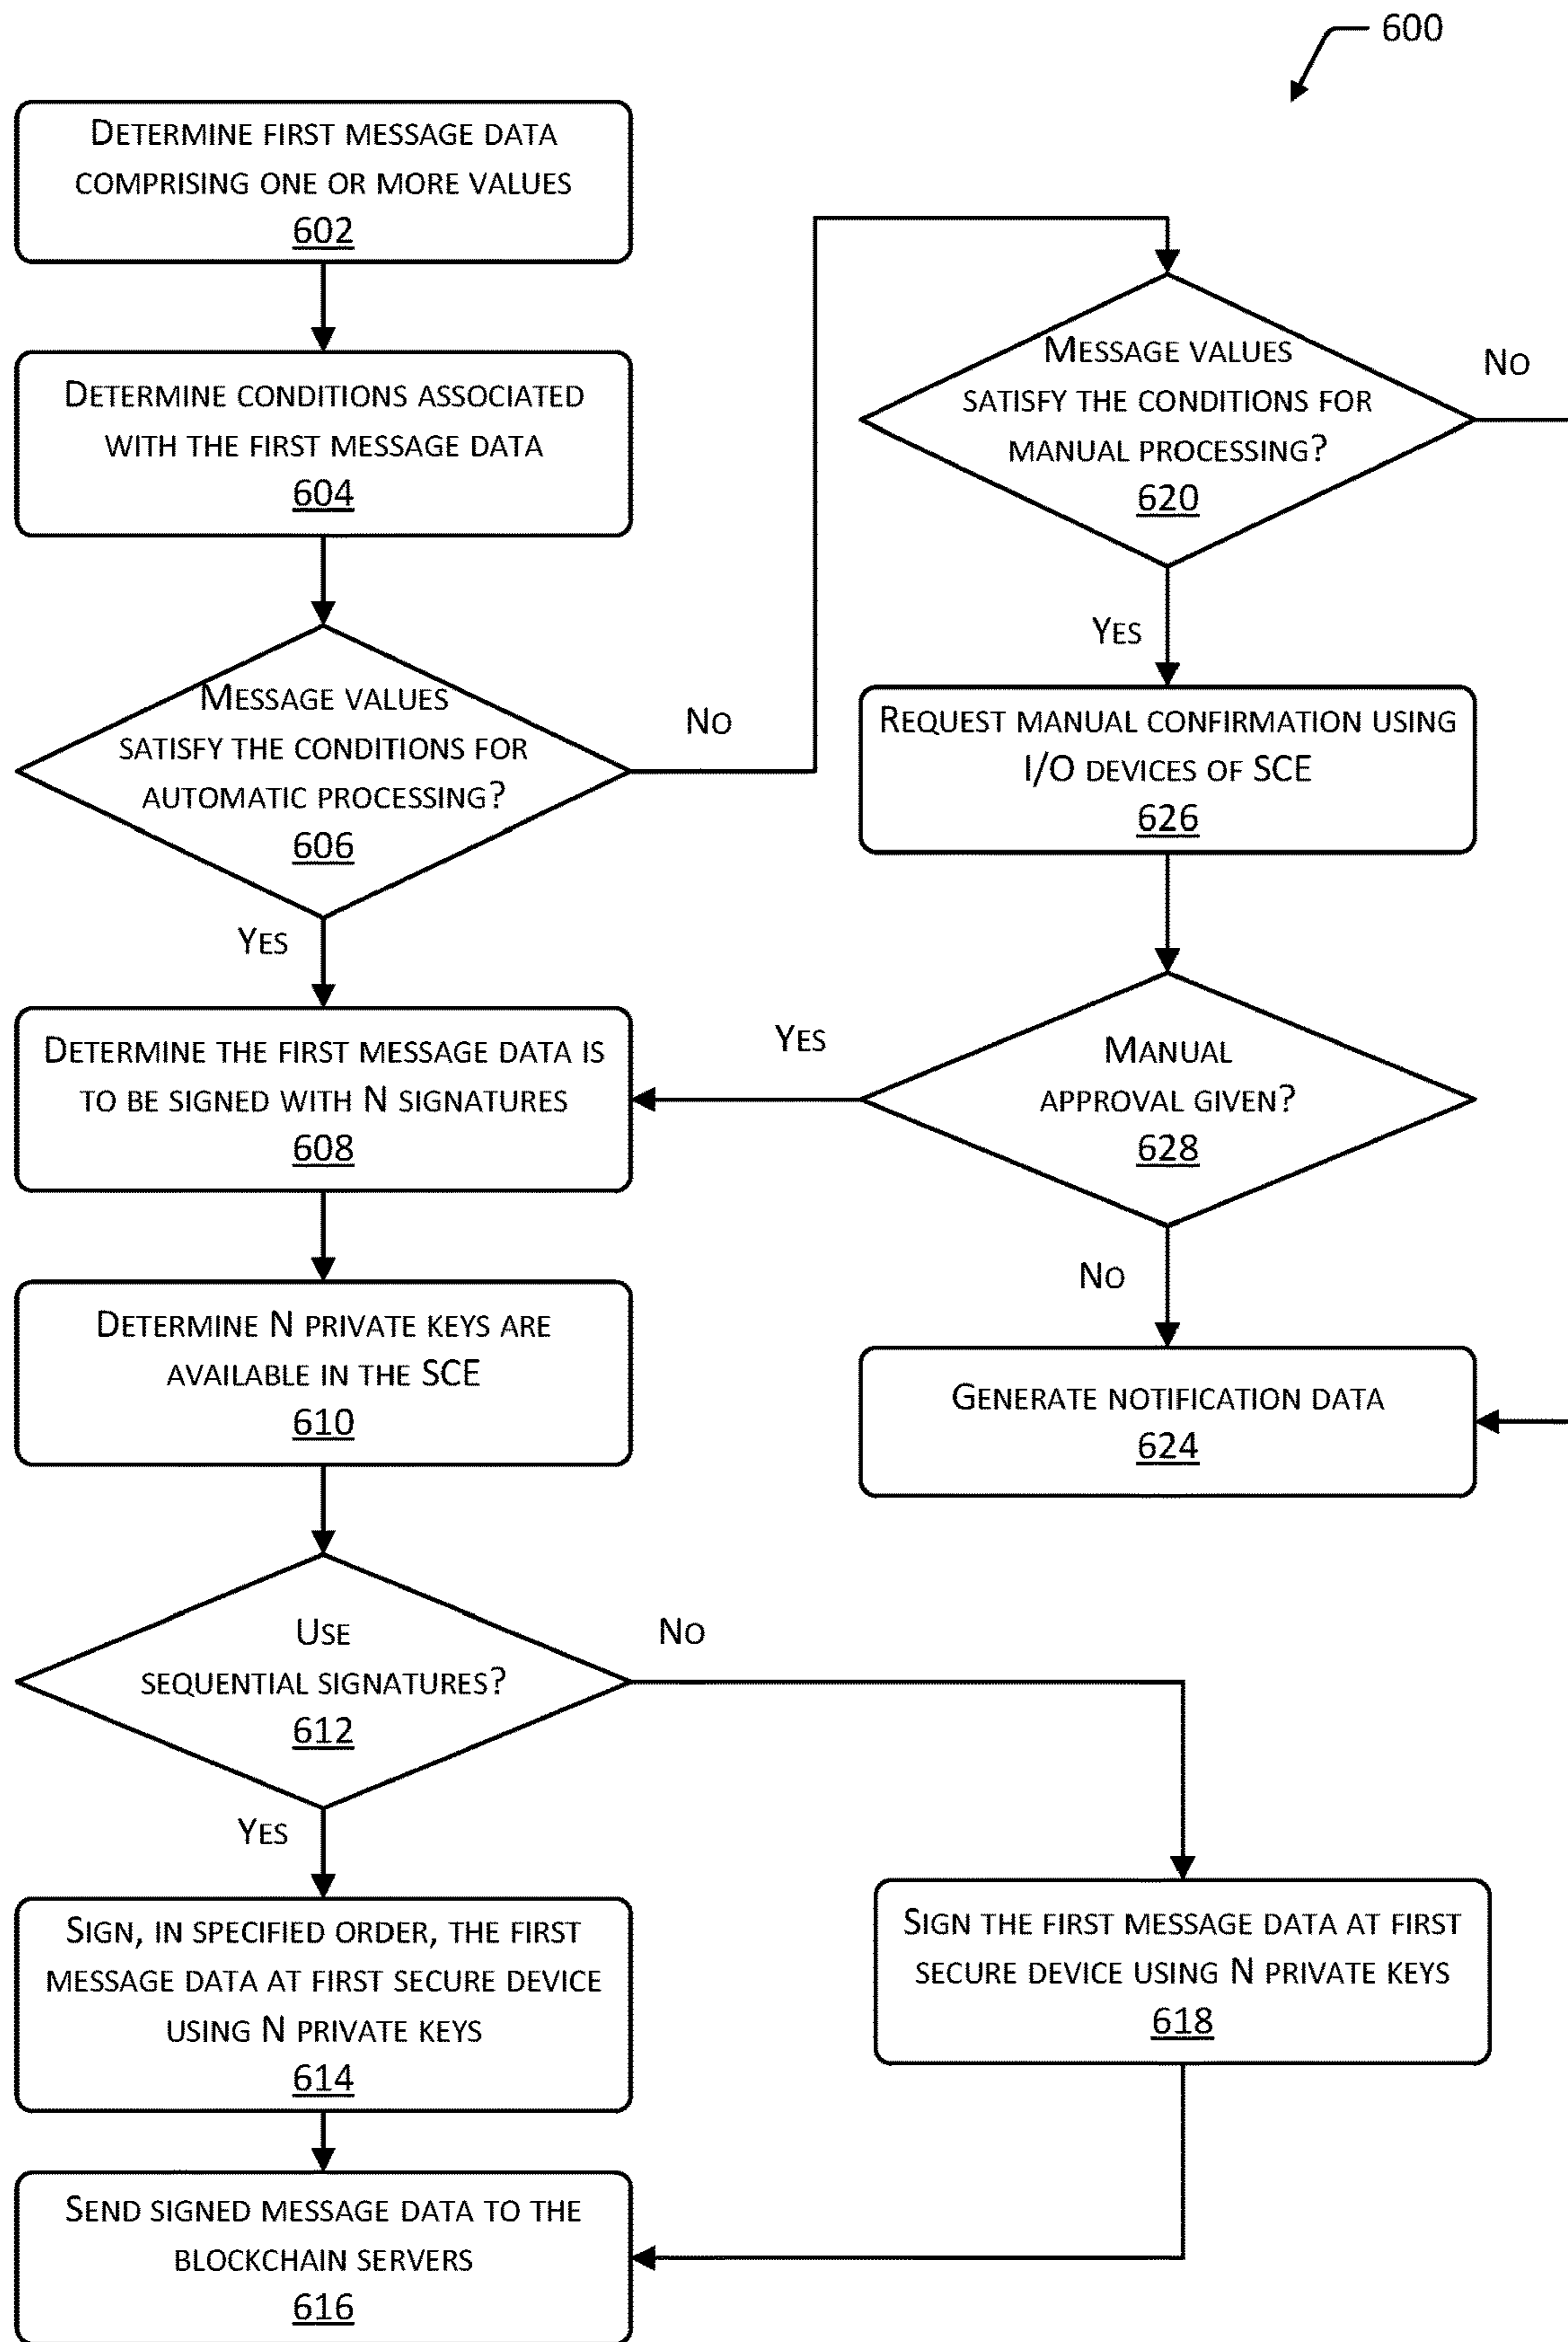 600
DETERMINE FIRST MESSAGE DATA
COMPRISING ONE OR MORE VALUES
602
DETERMINE CONDITIONS ASSOCIATED
WITH THE FIRST MESSAGE DATA
604
MESSAGE VALUES
SATISFY THE CONDITIONS FOR
AUTOMATIC PROCESSING?
606
NO
YES
DETERMINE THE FIRST MESSAGE DATA IS
TO BE SIGNED WITH N SIGNATURES
608
DETERMINE N PRIVATE KEYS ARE
AVAILABLE IN THE SCE
610
USE
SEQUENTIAL SIGNATURES?
612
NO
YES
SIGN, IN SPECIFIED ORDER, THE FIRST
MESSAGE DATA AT FIRST SECURE DEVICE
USING N PRIVATE KEYS
614
SEND SIGNED MESSAGE DATA TO THE
BLOCKCHAIN SERVERS
616
MESSAGE VALUES
SATISFY THE CONDITIONS FOR
MANUAL PROCESSING?
620
NO
YES
REQUEST MANUAL CONFIRMATION USING
I/O DEVICES OF SCE
626
MANUAL
APPROVAL GIVEN?
628
YES
NO
GENERATE NOTIFICATION DATA
624
SIGN THE FIRST MESSAGE DATA AT FIRST
SECURE DEVICE USING N PRIVATE KEYS
618